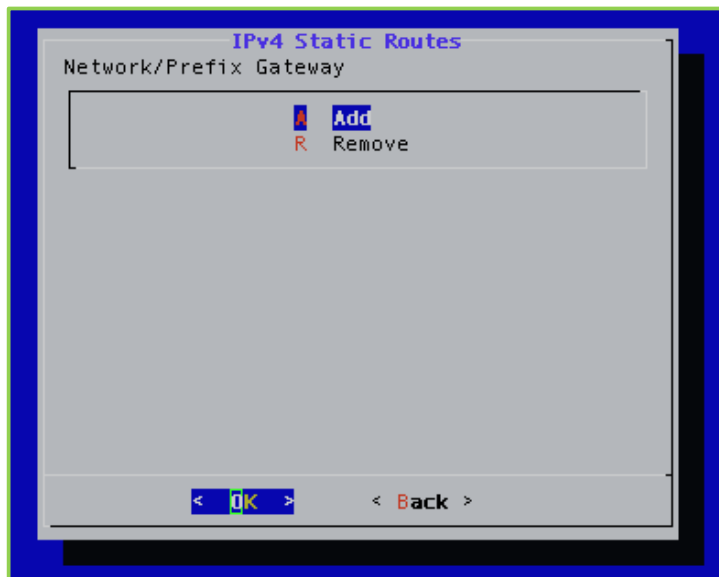 IPv4 Static Routes
Network/Prefix Gateway
A Add
R Remove
< OK > < Back >